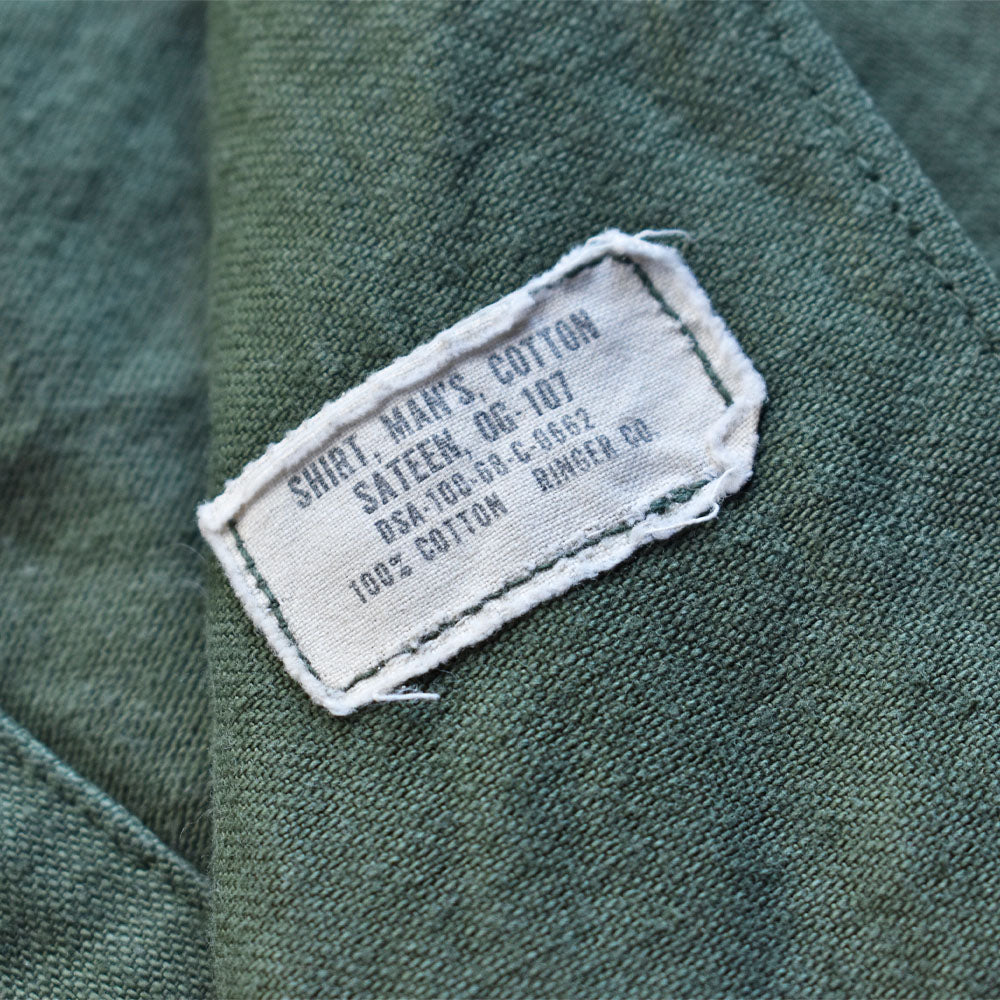 SHIRT, MAN'S, COTTON
SATEEN, OG-107
DSA-100-68-C-0662
100% COTTON RINGER CO.